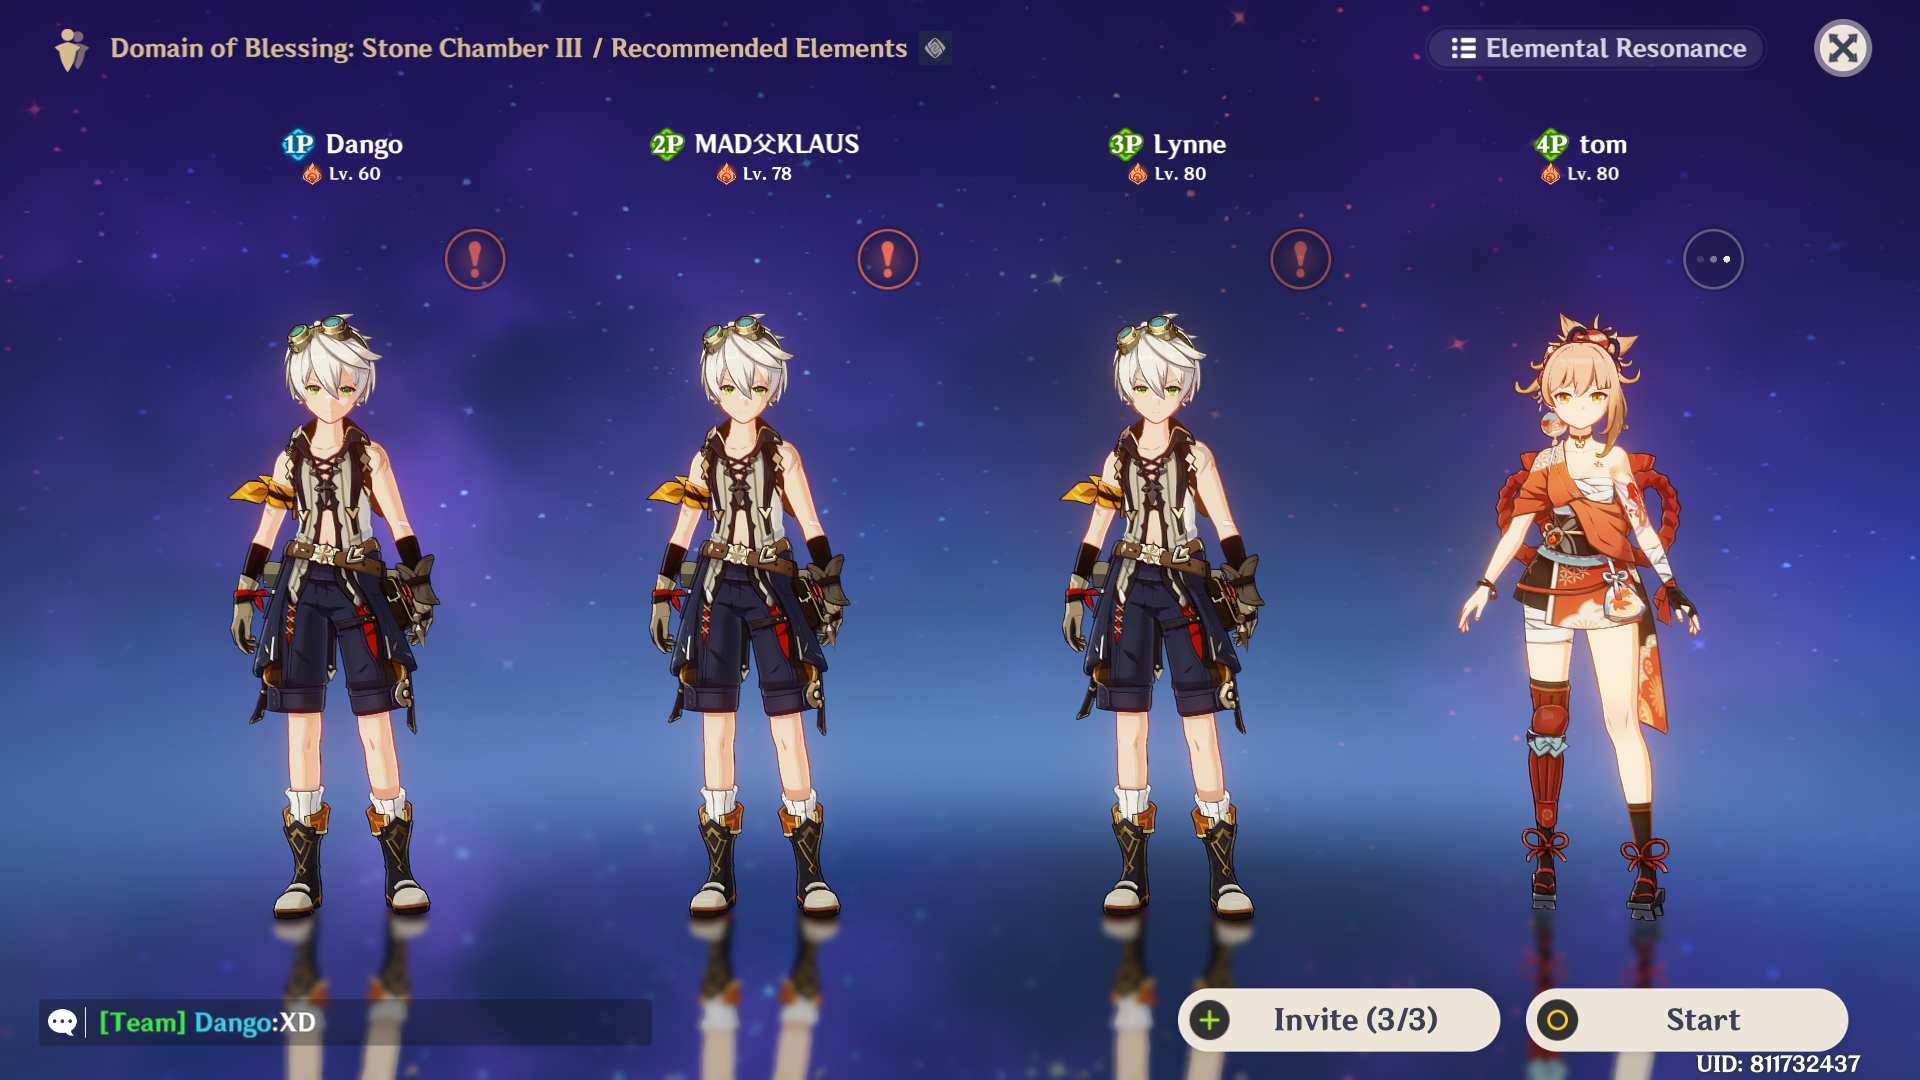 Domain of Blessing: Stone Chamber III / Recommended Elements
Elemental Resonance
1P Dango
Lv. 60
2P MAD父KLAUS
Lv. 78
3P Lynne
Lv. 80
4P tom
Lv. 80
[Team] Dango:XD
Invite (3/3)
Start
UID: 811732437